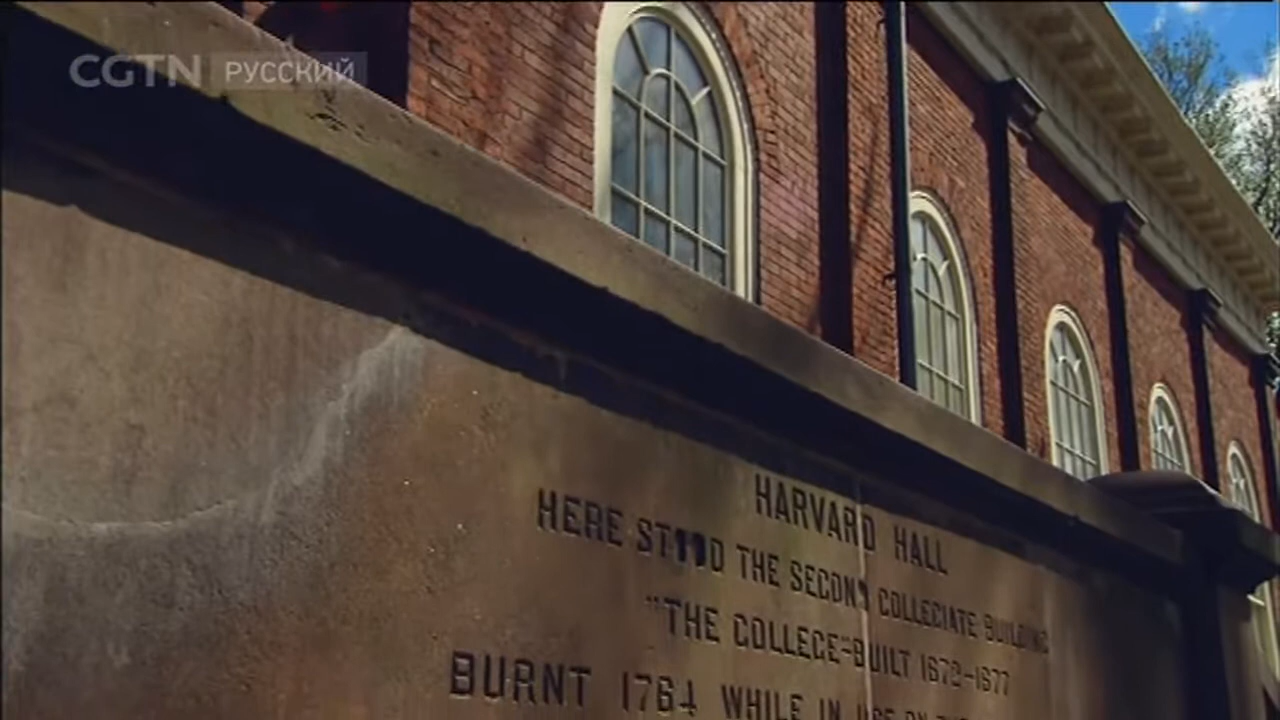 CGTN РУССКИЙ
HARVARD HALL
HERE STOOD THE SECOND COLLEGIATE BUILDING
"THE COLLEGE"-BUILT 1672-1677
BURNT 1764 WHILE IN USE